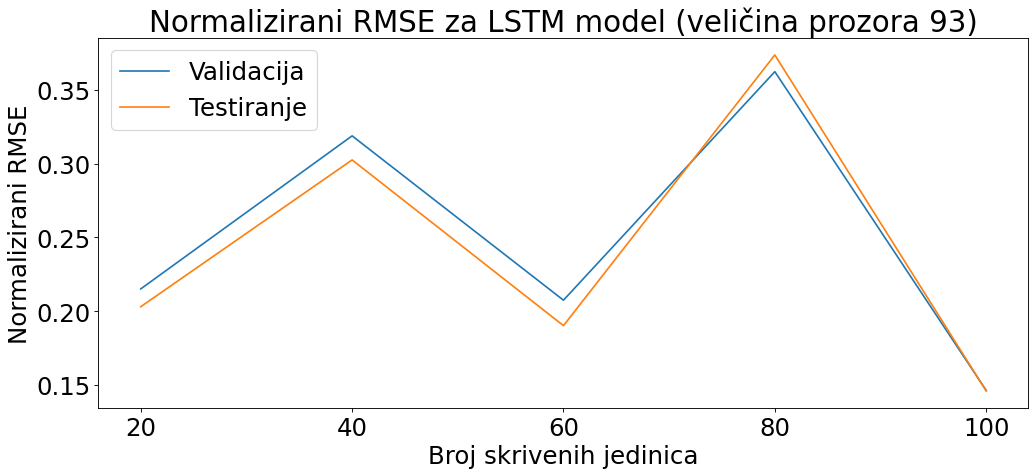 Normalizirani RMSE za LSTM model (veličina prozora 93)
Validacija
Testiranje
Normalizirani RMSE
0.35
0.30
0.25
0.20
0.15
20 40 60 80 100
Broj skrivenih jedinica